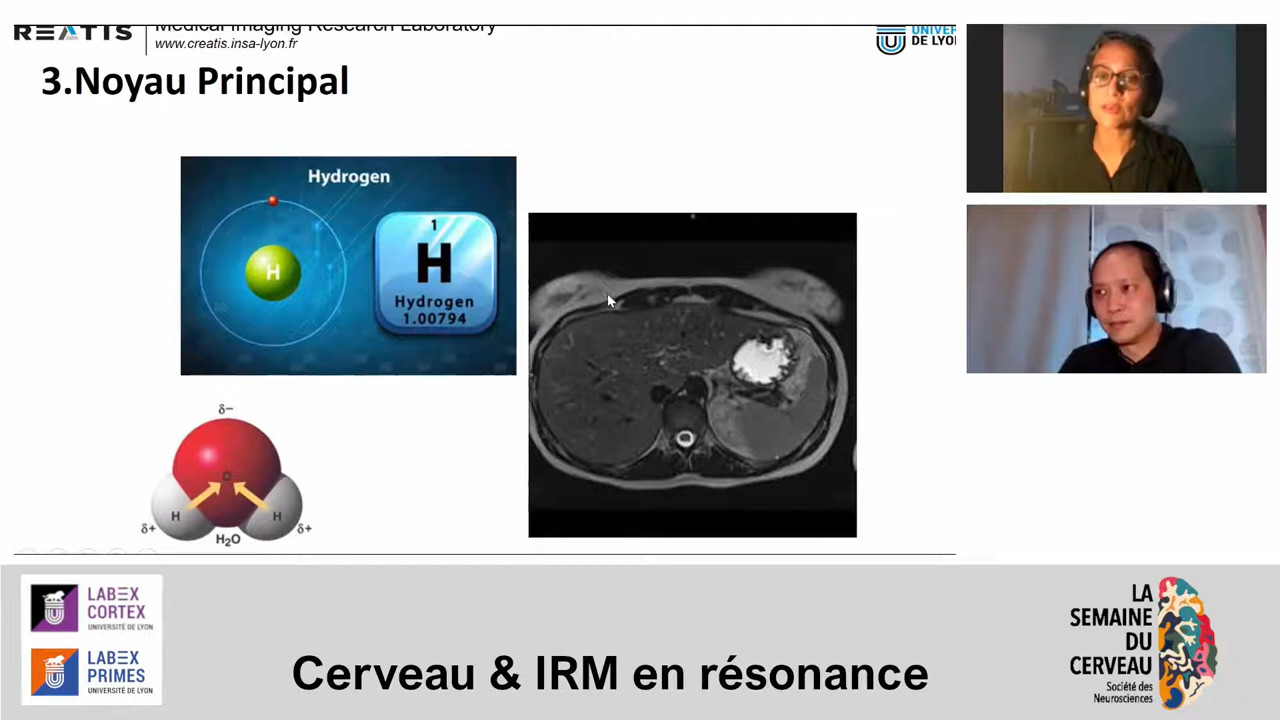 REATIS
Medical Imaging Research Laboratory
www.creatis.insa-lyon.fr
UNIVER
DE LYO
3.Noyau Principal
Hydrogen
H
1
H
Hydrogen
1.00794
δ−
O
H
H
δ+
δ+
H₂O
LABEX
CORTEX
UNIVERSITÉ DE LYON
LABEX
PRIMES
UNIVERSITÉ DE LYON
Cerveau & IRM en résonance
LA
SEMAINE
DU
CERVEAU
Société des
Neurosciences